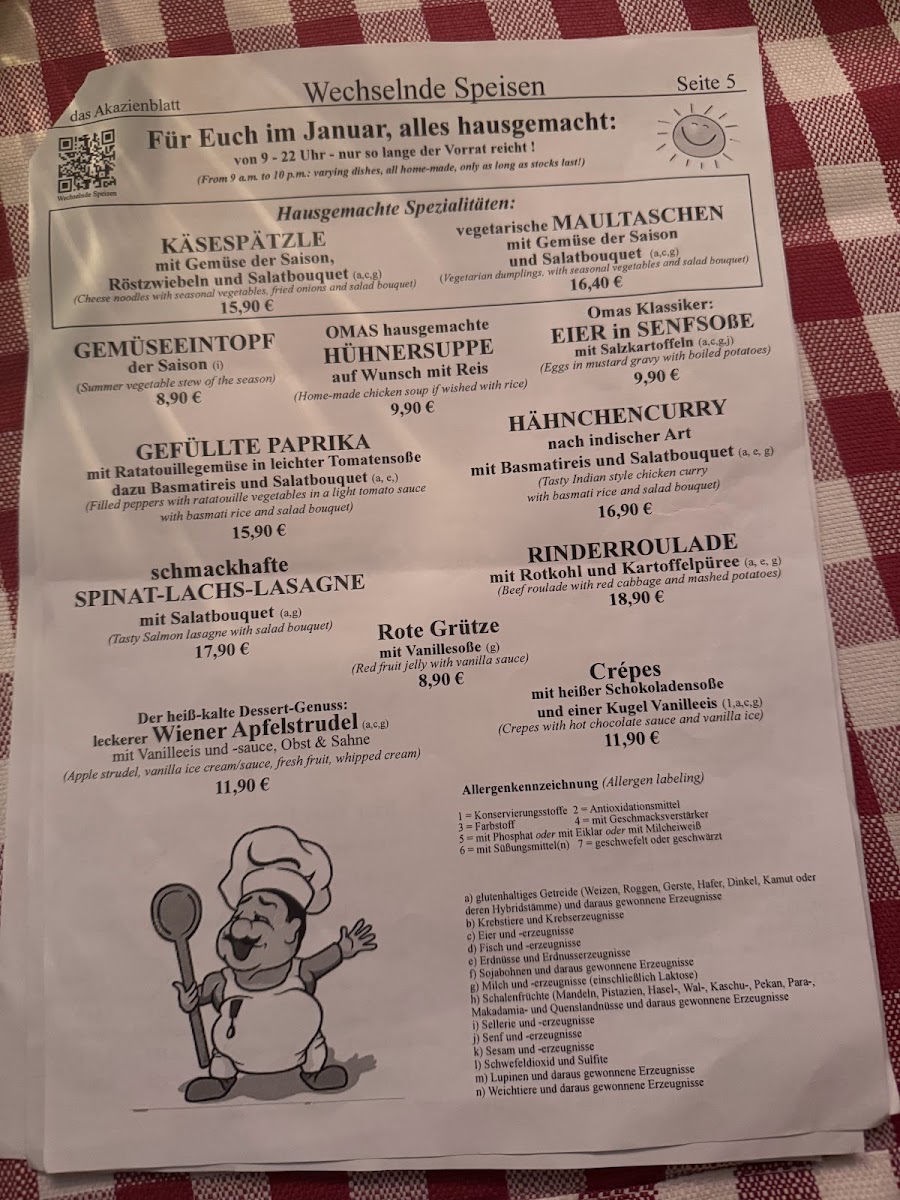 das Akazienblatt
Wechselnde Speisen
Seite 5
Wechselnde Speisen
Für Euch im Januar, alles hausgemacht:
von 9 - 22 Uhr - nur so lange der Vorrat reicht !
(From 9 a.m. to 10 p.m.: varying dishes, all home-made, only as long as stocks last!)
Hausgemachte Spezialitäten:
KÄSESPÄTZLE
mit Gemüse der Saison,
Röstzwiebeln und Salatbouquet (a,c,g)
(Cheese noodles with seasonal vegetables, fried onions and salad bouquet)
15,90 €
vegetarische MAULTASCHEN
mit Gemüse der Saison
und Salatbouquet (a,c,g)
(Vegetarian dumplings, with seasonal vegetables and salad bouquet)
16,40 €
GEMÜSEEINTOPF
der Saison (i)
(Summer vegetable stew of the season)
8,90 €
OMAS hausgemachte
HÜHNERSUPPE
auf Wunsch mit Reis
(Home-made chicken soup if wished with rice)
9,90 €
Omas Klassiker:
EIER in SENFSOßE
mit Salzkartoffeln (a,c,g,j)
(Eggs in mustard gravy with boiled potatoes)
9,90 €
GEFÜLLTE PAPRIKA
mit Ratatouillegemüse in leichter Tomatensoße
dazu Basmatireis und Salatbouquet (a, e,)
(Filled peppers with ratatouille vegetables in a light tomato sauce
with basmati rice and salad bouquet)
15,90 €
HÄHNCHENCURRY
nach indischer Art
mit Basmatireis und Salatbouquet (a, e, g)
(Tasty Indian style chicken curry
with basmati rice and salad bouquet)
16,90 €
schmackhafte
SPINAT-LACHS-LASAGNE
mit Salatbouquet (a,g)
(Tasty Salmon lasagne with salad bouquet)
17,90 €
RINDERROULADE
mit Rotkohl und Kartoffelpüree (a, e, g)
(Beef roulade with red cabbage and mashed potatoes)
18,90 €
Rote Grütze
mit Vanillesoße (g)
(Red fruit jelly with vanilla sauce)
8,90 €
Crépes
mit heißer Schokoladensoße
und einer Kugel Vanilleeis (1,a,c,g)
(Crepes with hot chocolate sauce and vanilla ice)
11,90 €
Der heiß-kalte Dessert-Genuss:
leckerer Wiener Apfelstrudel (a,c,g)
mit Vanilleeis und -sauce, Obst & Sahne
(Apple strudel, vanilla ice cream/sauce, fresh fruit, whipped cream)
11,90 €
Allergenkennzeichnung (Allergen labeling)
1 = Konservierungsstoffe 2 = Antioxidationsmittel
3 = Farbstoff 4 = mit Geschmacksverstärker
5 = mit Phosphat oder mit Eiklar oder mit Milcheiweiß
6 = mit Süßungsmittel(n) 7 = geschwefelt oder geschwärzt
a) glutenhaltiges Getreide (Weizen, Roggen, Gerste, Hafer, Dinkel, Kamut oder
deren Hybridstämme) und daraus gewonnene Erzeugnisse
b) Krebstiere und Krebserzeugnisse
c) Eier und -erzeugnisse
d) Fisch und -erzeugnisse
e) Erdnüsse und Erdnusserzeugnisse
f) Sojabohnen und daraus gewonnene Erzeugnisse
g) Milch und -erzeugnisse (einschließlich Laktose)
h) Schalenfrüchte (Mandeln, Pistazien, Hasel-, Wal-, Kaschu-, Pekan, Para-,
Makadamia- und Quenslandnüsse und daraus gewonnene Erzeugnisse
i) Sellerie und -erzeugnisse
j) Senf und -erzeugnisse
k) Sesam und -erzeugnisse
l) Schwefeldioxid und Sulfite
m) Lupinen und daraus gewonnene Erzeugnisse
n) Weichtiere und daraus gewonnene Erzeugnisse